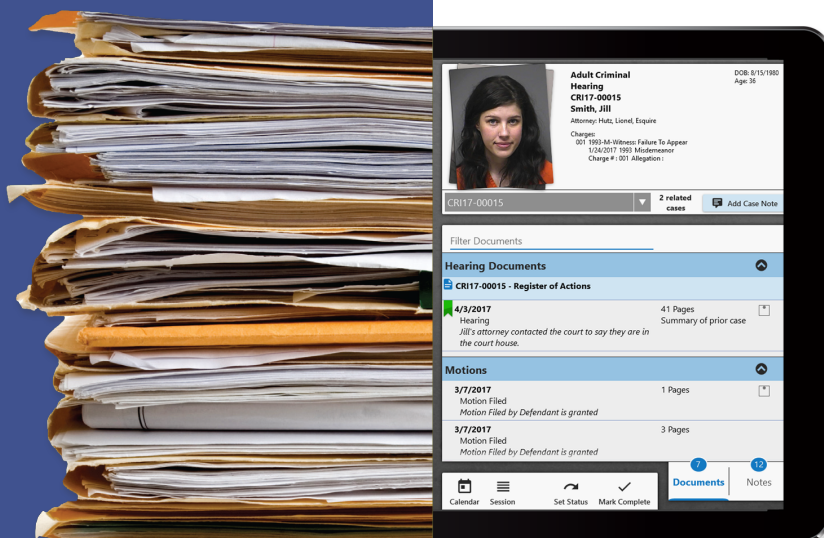 Adult Criminal
Hearing
CRI17-00015
Smith, Jill
Attorney: Hutz, Lionel, Esquire
Charges:
001 1993-M-Witness: Failure To Appear
1/24/2017 1993 Misdemeanor
Charge # : 001 Allegation :
DOB: 8/15/1980
Age: 36
CRI17-00015
2 related
cases
Add Case Note
Filter Documents
Hearing Documents
CRI17-00015 - Register of Actions
4/3/2017
41 Pages
Hearing
Summary of prior case
Jill's attorney contacted the court to say they are in
the court house.
Motions
3/7/2017
1 Pages
Motion Filed
Motion Filed by Defendant is granted
3/7/2017
3 Pages
Motion Filed
Motion Filed by Defendant is granted
Calendar
Session
Set Status
Mark Complete
7
Documents
12
Notes